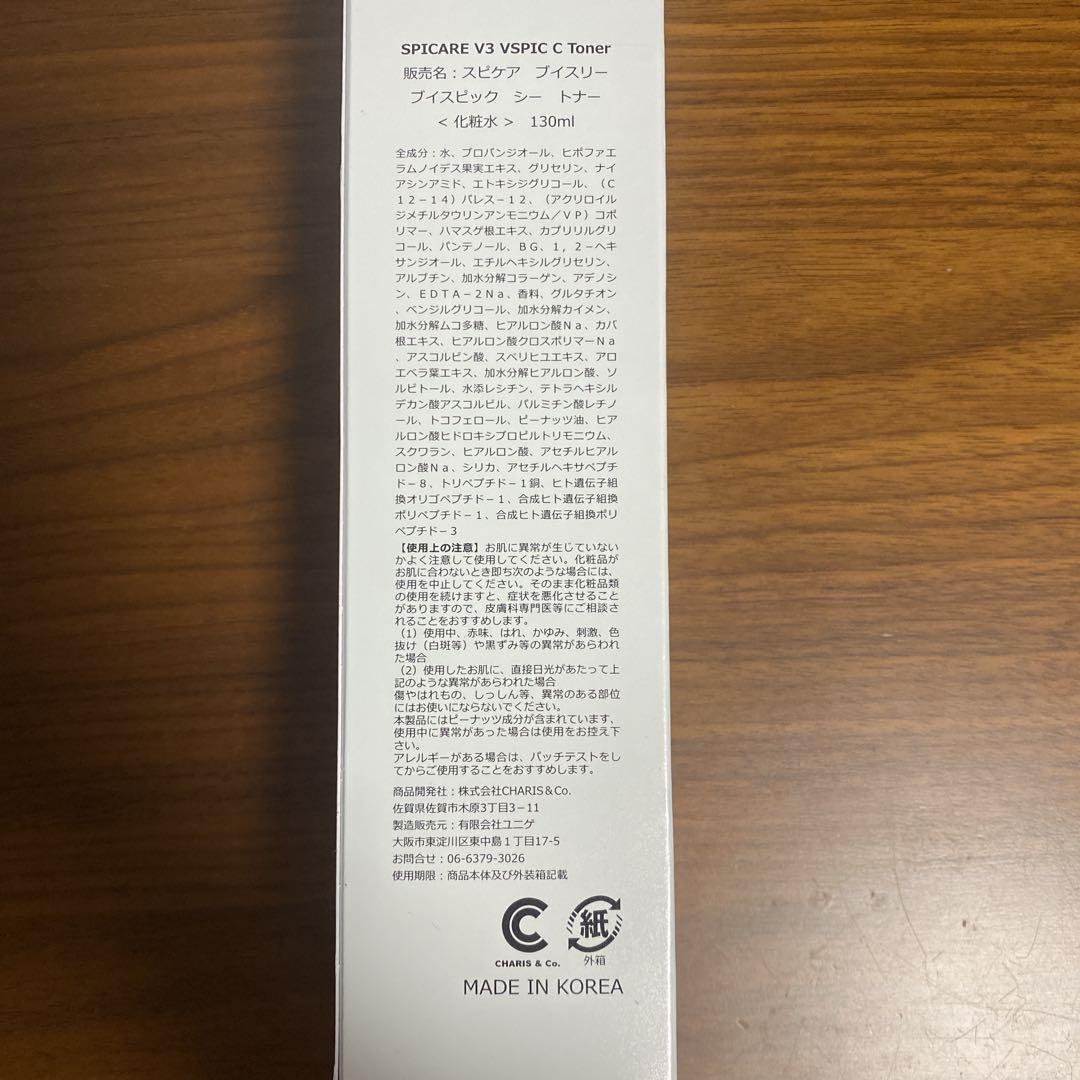 SPICARE V3 VSPIC C Toner
販売名：スピケア　ブイスリー
ブイスピック　シー　トナー
＜化粧水＞　130ml
全成分：水、プロパンジオール、ヒポファエ
ラムノイデス果実エキス、グリセリン、ナイ
アシンアミド、エトキシジグリコール、（Ｃ
１２－１４）パレス－１２、（アクリロイル
ジメチルタウリンアンモニウム／ＶＰ）コポ
リマー、ハマスゲ根エキス、カプリリルグリ
コール、パンテノール、ＢＧ、１，２－ヘキ
サンジオール、エチルヘキシルグリセリン、
アルブチン、加水分解コラーゲン、アデノシ
ン、ＥＤＴＡ－２Ｎａ、香料、グルタチオン
、ベンジルグリコール、加水分解カイメン、
加水分解ムコ多糖、ヒアルロン酸Ｎａ、カバ
根エキス、ヒアルロン酸クロスポリマーＮａ
、アスコルビン酸、スベリヒユエキス、アロ
エベラ葉エキス、加水分解ヒアルロン酸、ソ
ルビトール、水添レシチン、テトラヘキシル
デカン酸アスコルビル、パルミチン酸レチノ
ール、トコフェロール、ピーナッツ油、ヒア
ルロン酸ヒドロキシプロピルトリモニウム、
スクワラン、ヒアルロン酸、アセチルヒアル
ロン酸Ｎａ、シリカ、アセチルヘキサペプチ
ド－８、トリペプチド－１銅、ヒト遺伝子組
換オリゴペプチド－１、合成ヒト遺伝子組換
ポリペプチド－１、合成ヒト遺伝子組換ポリ
ペプチド－３
【使用上の注意】お肌に異常が生じていない
かよく注意して使用してください。化粧品が
お肌に合わないとき即ち次のような場合には、
使用を中止してください。そのまま化粧品類
の使用を続けますと、症状を悪化させること
がありますので、皮膚科専門医等にご相談さ
れることをおすすめします。
（1）使用中、赤味、はれ、かゆみ、刺激、色
抜け（白斑等）や黒ずみ等の異常があらわれ
た場合
（2）使用したお肌に、直接日光があたって上
記のような異常があらわれた場合
傷やはれもの、しっしん等、異常のある部位
にはお使いにならないでください。
本製品にはピーナッツ成分が含まれています、
使用中に異常があった場合は使用をお控え下
さい。
アレルギーがある場合は、パッチテストをし
てからご使用することをおすすめします。
商品開発社：株式会社CHARIS＆Co.
佐賀県佐賀市木原3丁目3－11
製造販売元：有限会社ユニゲ
大阪市東淀川区東中島１丁目17-5
お問合せ：06-6379-3026
使用期限：商品本体及び外装箱記載
CHARIS & Co.
紙
外箱
MADE IN KOREA